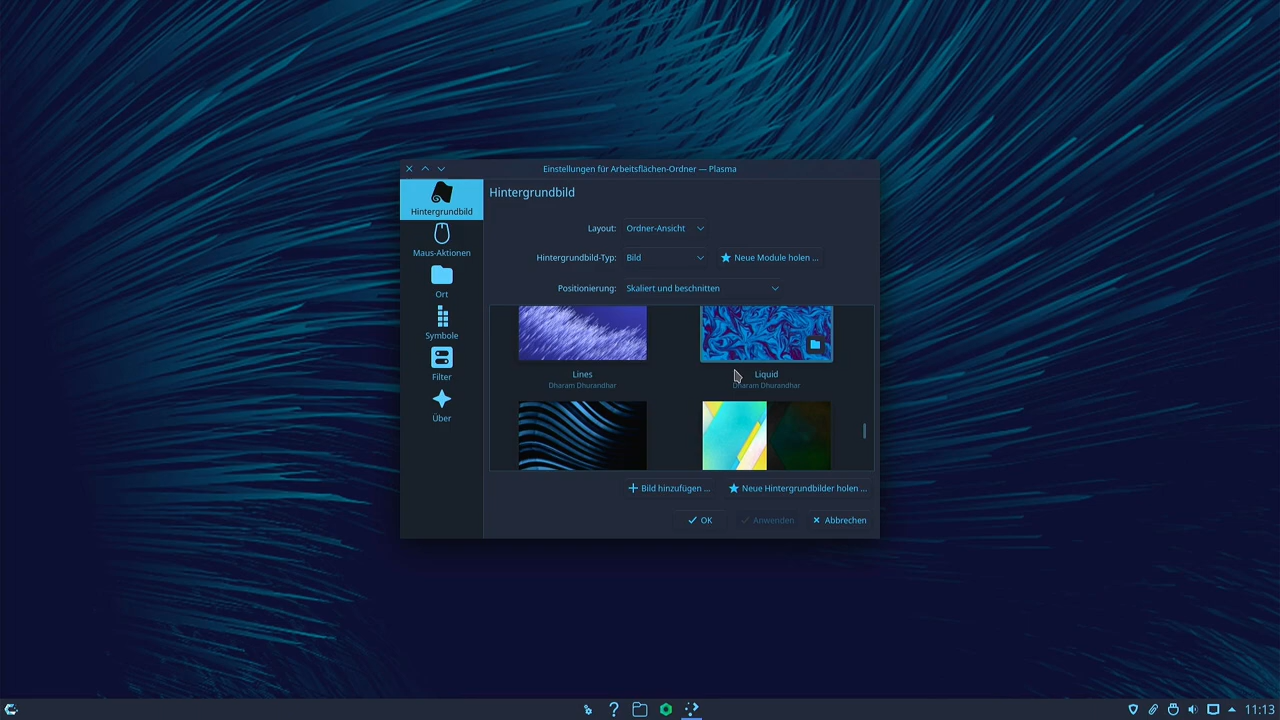 Einstellungen für Arbeitsflächen-Ordner — Plasma
Hintergrundbild
Maus-Aktionen
Ort
Symbole
Filter
Über
Hintergrundbild
Layout: Ordner-Ansicht
Hintergrundbild-Typ: Bild Neue Module holen ...
Positionierung: Skaliert und beschnitten
Lines Liquid
Dharam Dhurandhar Dharam Dhurandhar
Bild hinzufügen ... Neue Hintergrundbilder holen ...
OK Anwenden Abbrechen
11:13